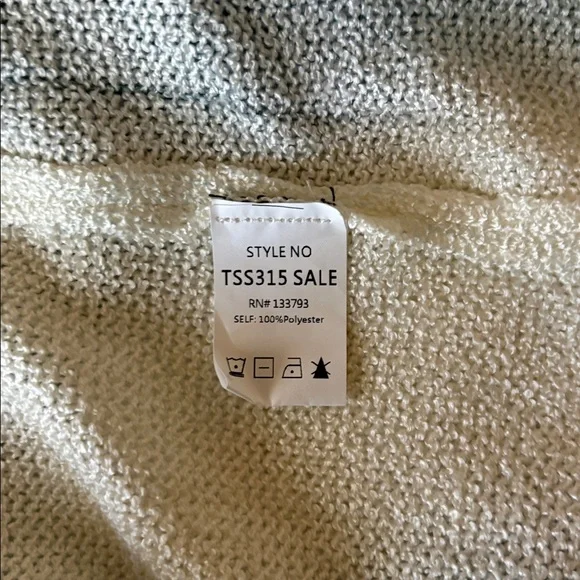 STYLE NO
TSS315 SALE
RN# 133793
SELF: 100%Polyester